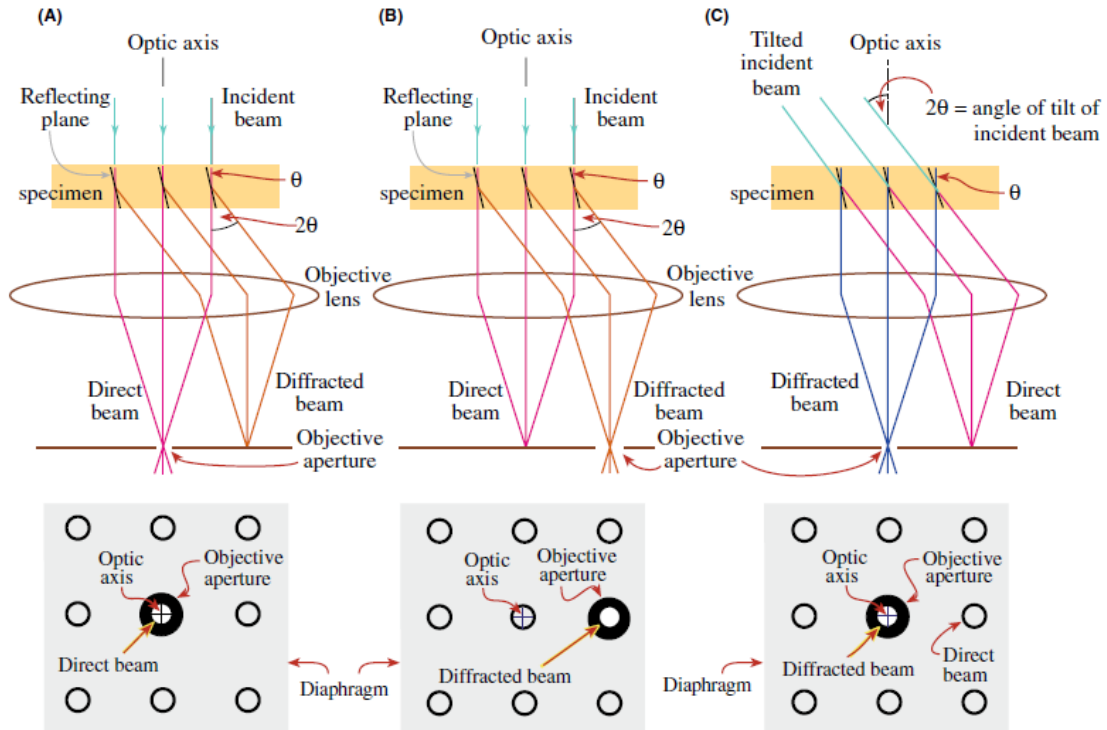 (A)
Optic axis
Reflecting
plane
Incident
beam
specimen
θ
2θ
Objective
lens
Direct
beam
Diffracted
beam
Objective
aperture
Optic
axis
Objective
aperture
Direct beam
(B)
Optic axis
Reflecting
plane
Incident
beam
specimen
θ
2θ
Objective
lens
Direct
beam
Diffracted
beam
Objective
aperture
Optic
axis
Objective
aperture
Diffracted beam
Diaphragm
(C)
Tilted
incident
beam
Optic axis
2θ = angle of tilt of
incident beam
specimen
θ
Diffracted
beam
Direct
beam
Optic
axis
Objective
aperture
Diffracted beam
Direct
beam
Diaphragm